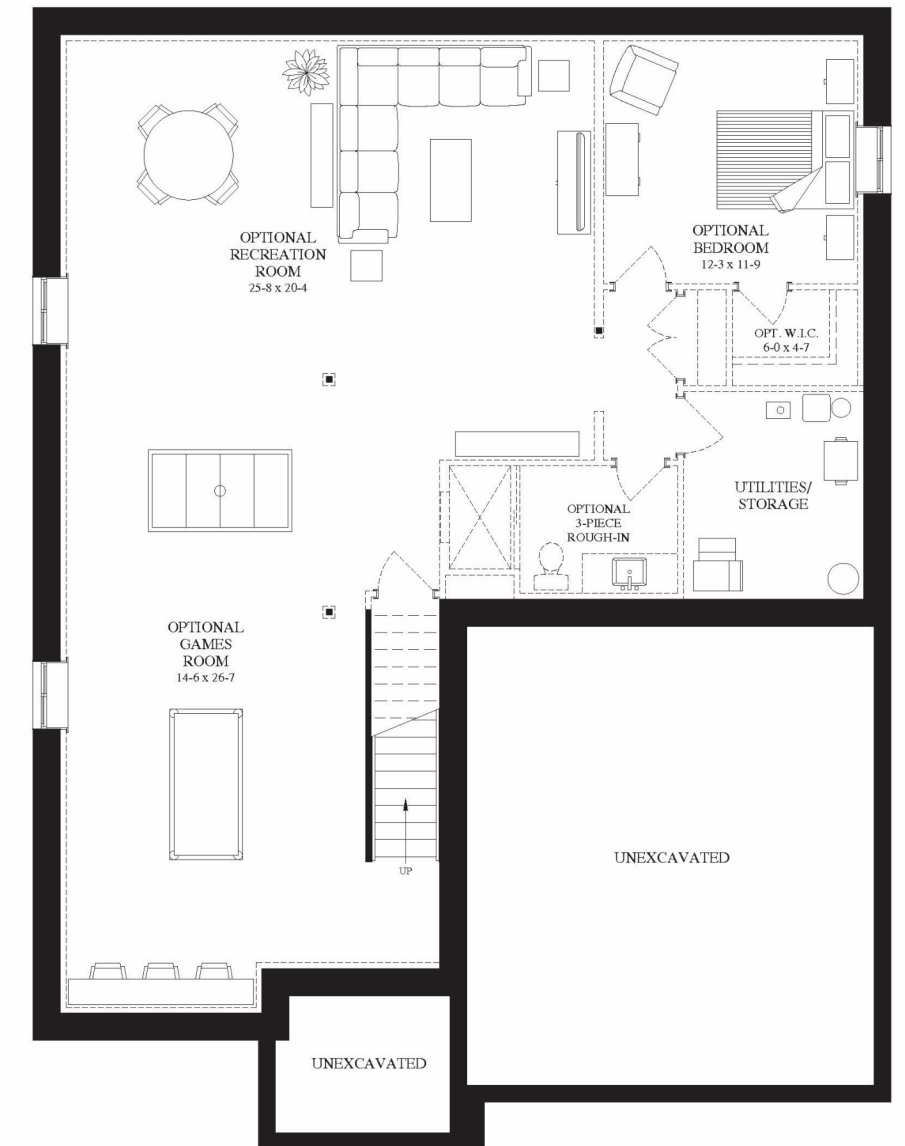 OPTIONAL
RECREATION
ROOM
25-8 x 20-4
OPTIONAL
BEDROOM
12-3 x 11-9
OPT. W.I.C.
6-0 x 4-7
UTILITIES/
STORAGE
OPTIONAL
3-PIECE
ROUGH-IN
OPTIONAL
GAMES
ROOM
14-6 x 26-7
UP
UNEXCAVATED
UNEXCAVATED